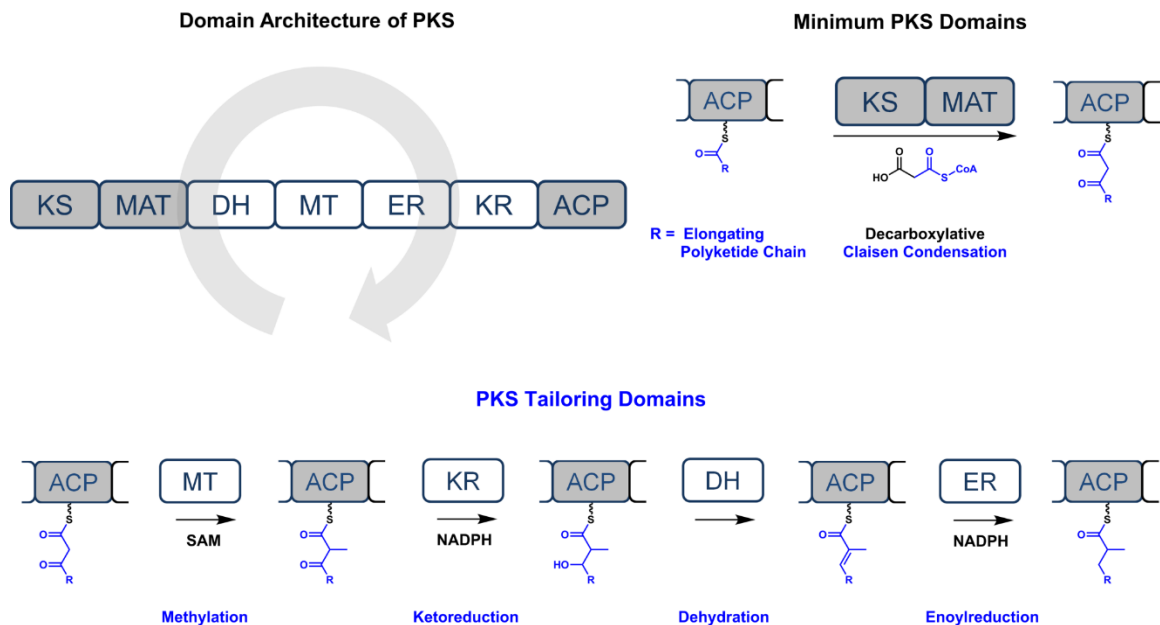 Domain Architecture of PKS
KS MAT DH MT ER KR ACP
Minimum PKS Domains
ACP KS MAT ACP
S S
O O
R O
R
O O
HO S CoA
R = Elongating
Polyketide Chain
Decarboxylative
Claisen Condensation
PKS Tailoring Domains
ACP MT ACP KR ACP DH ACP ER ACP
S S S S S
SAM NADPH NADPH
O O O O O
O O HO
R R R R R
Methylation Ketoreduction Dehydration Enoylreduction